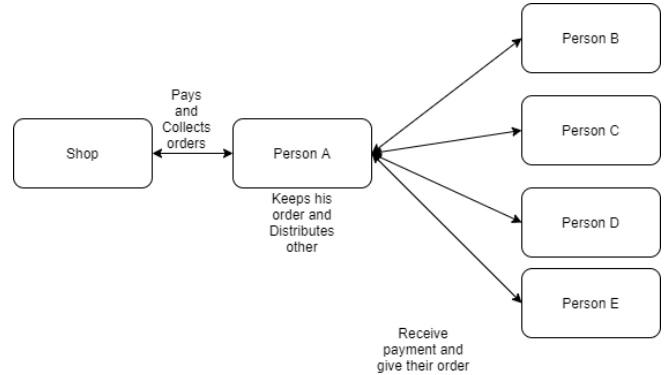 Person B
Pays
and
Collects
orders
Person C
Shop
Person A
Keeps his
order and
Distributes
other
Person D
Person E
Receive
payment and
give their order